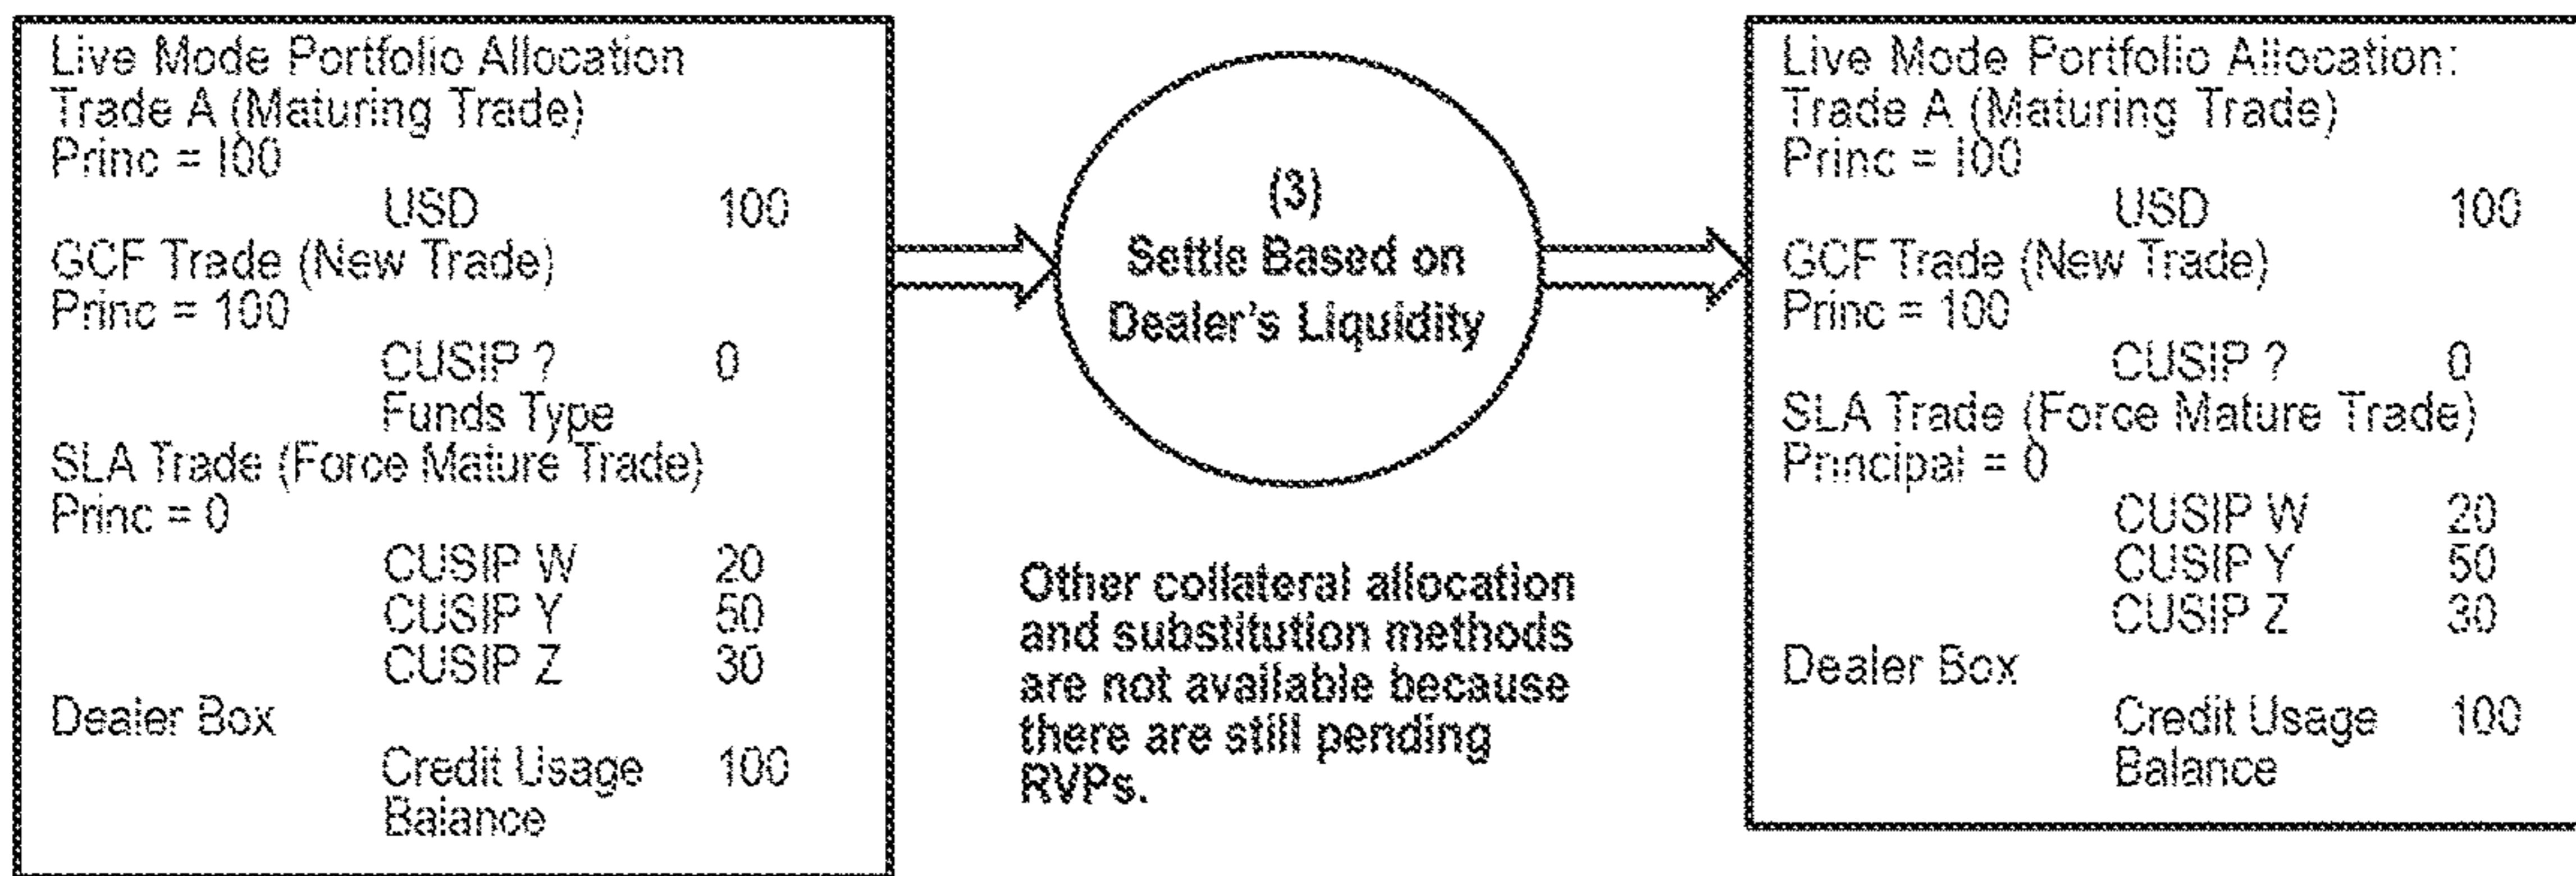 Live Mode Portfolio Allocation
Trade A (Maturing Trade)
Princ = I00
USD 100
GCF Trade (New Trade)
Princ = 100
CUSIP ? 0
Funds Type
SLA Trade (Force Mature Trade)
Princ = 0
CUSIP W 20
CUSIP Y 50
CUSIP Z 30
Dealer Box
Credit Usage 100
Balance
(3)
Settle Based on
Dealer's Liquidity
Other collateral allocation
and substitution methods
are not available because
there are still pending
RVPs.
Live Mode Portfolio Allocation:
Trade A (Maturing Trade)
Princ = I00
USD 100
GCF Trade (New Trade)
Princ = 100
CUSIP ? 0
SLA Trade (Force Mature Trade)
Principal = 0
CUSIP W 20
CUSIP Y 50
CUSIP Z 30
Dealer Box
Credit Usage 100
Balance